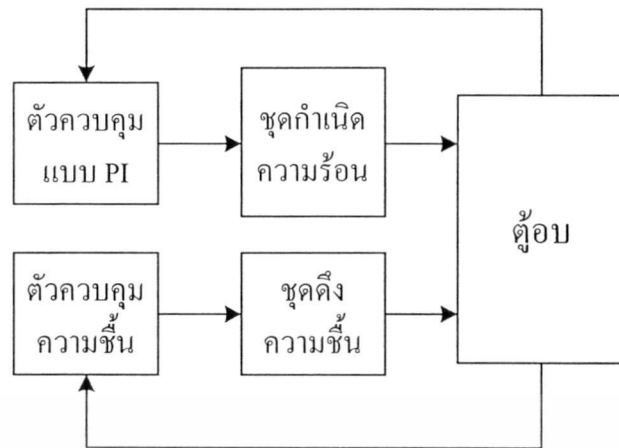 ตัวควบคุม
แบบ PI
ชุดกำเนิด
ความร้อน
ตู้อบ
ตัวควบคุม
ความชื้น
ชุดดึง
ความชื้น